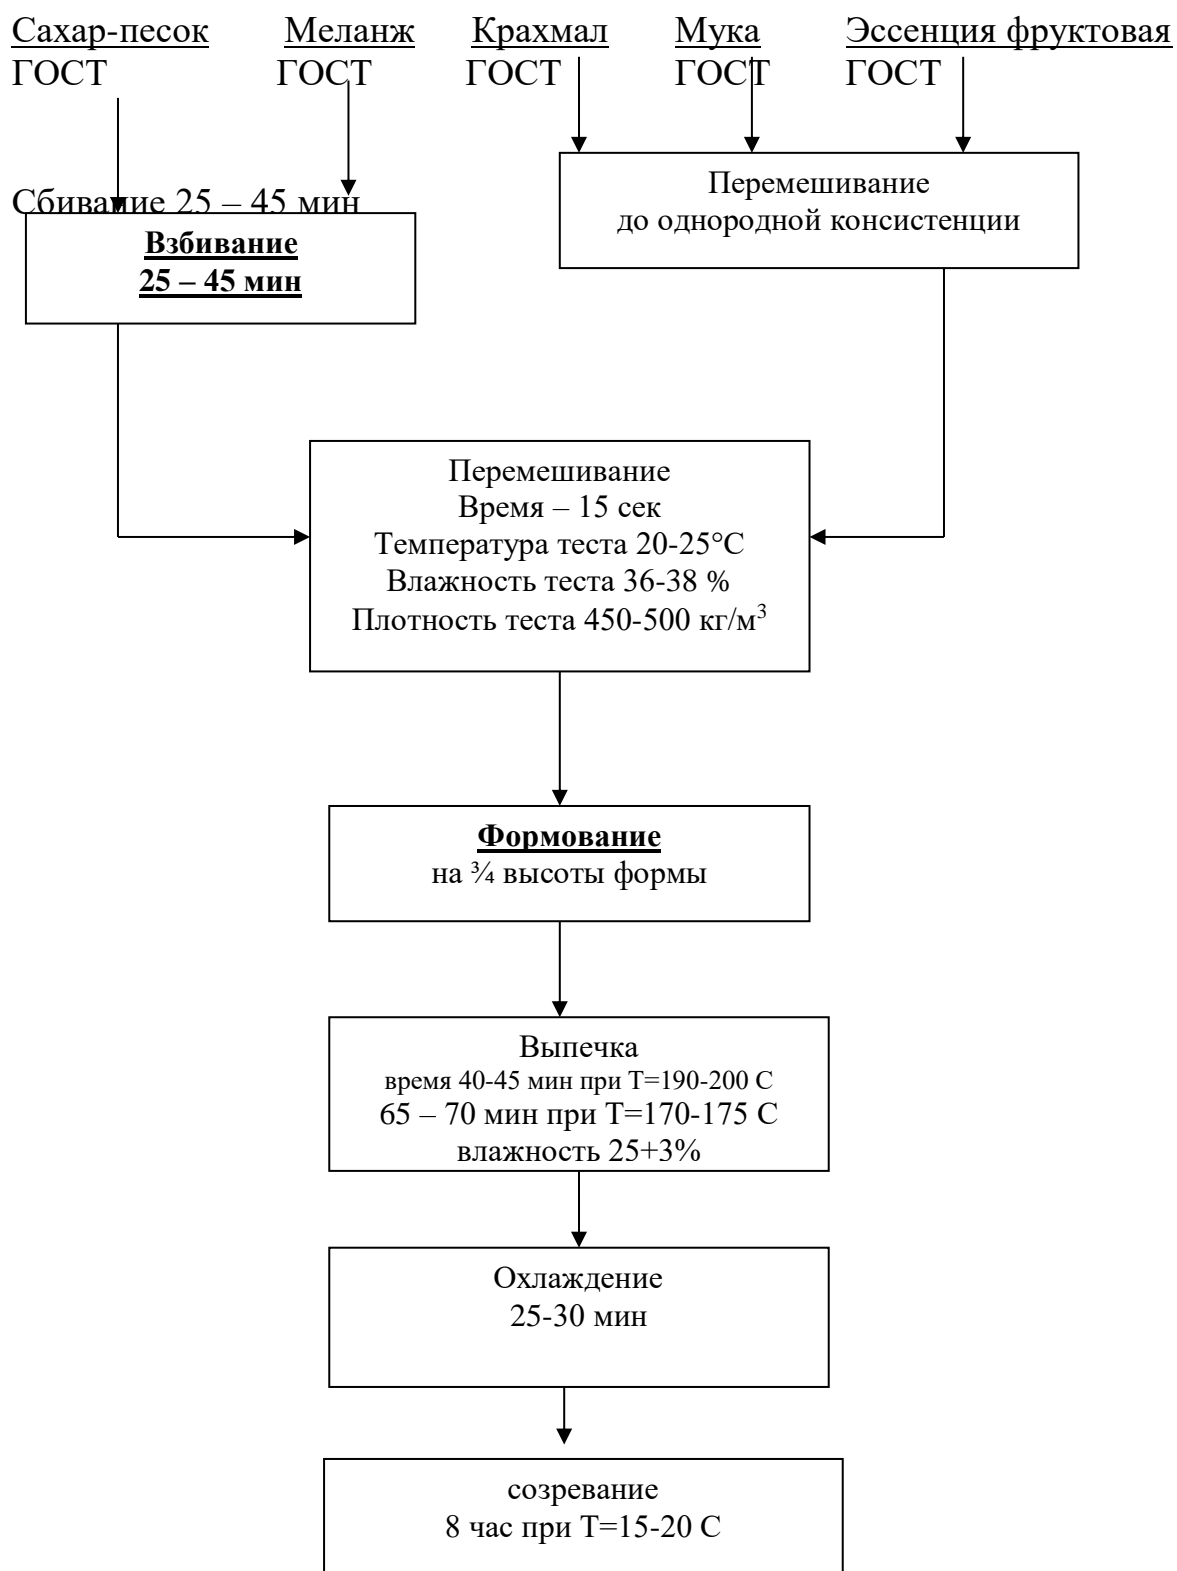 Сахар-песок Меланж Крахмал Мука Эссенция фруктовая
ГОСТ ГОСТ ГОСТ ГОСТ ГОСТ
Сбивание 25 – 45 мин
Взбивание
25 – 45 мин
Перемешивание
до однородной консистенции
Перемешивание
Время – 15 сек
Температура теста 20-25°С
Влажность теста 36-38 %
Плотность теста 450-500 кг/м³
Формование
на ¾ высоты формы
Выпечка
время 40-45 мин при Т=190-200 С
65 – 70 мин при Т=170-175 С
влажность 25+3%
Охлаждение
25-30 мин
созревание
8 час при Т=15-20 С